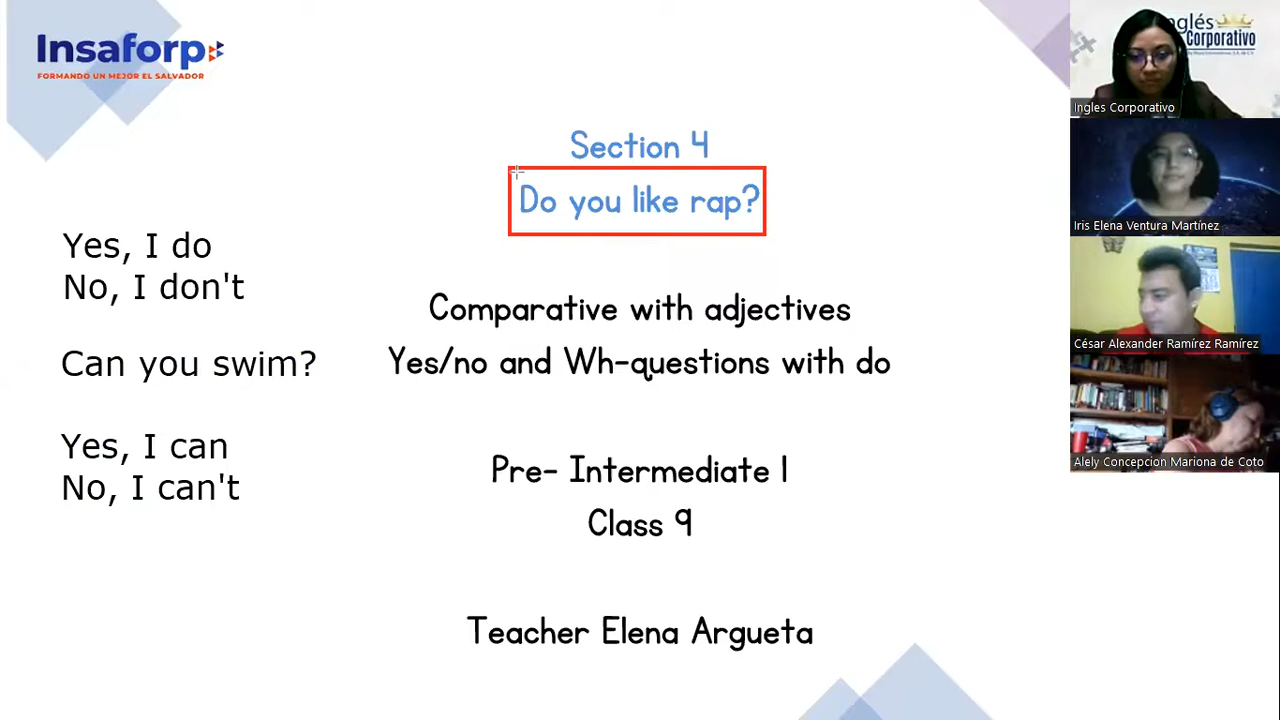 Insaforp
FORMANDO UN MEJOR EL SALVADOR
Section 4
Do you like rap?
Yes, I do
No, I don't
Can you swim?
Yes, I can
No, I can't
Comparative with adjectives
Yes/no and Wh-questions with do
Pre- Intermediate 1
Class 9
Teacher Elena Argueta
Inglés
Corporativo
Ingles Corporativo
Iris Elena Ventura Martínez
César Alexander Ramírez Ramírez
Alely Concepcion Mariona de Coto